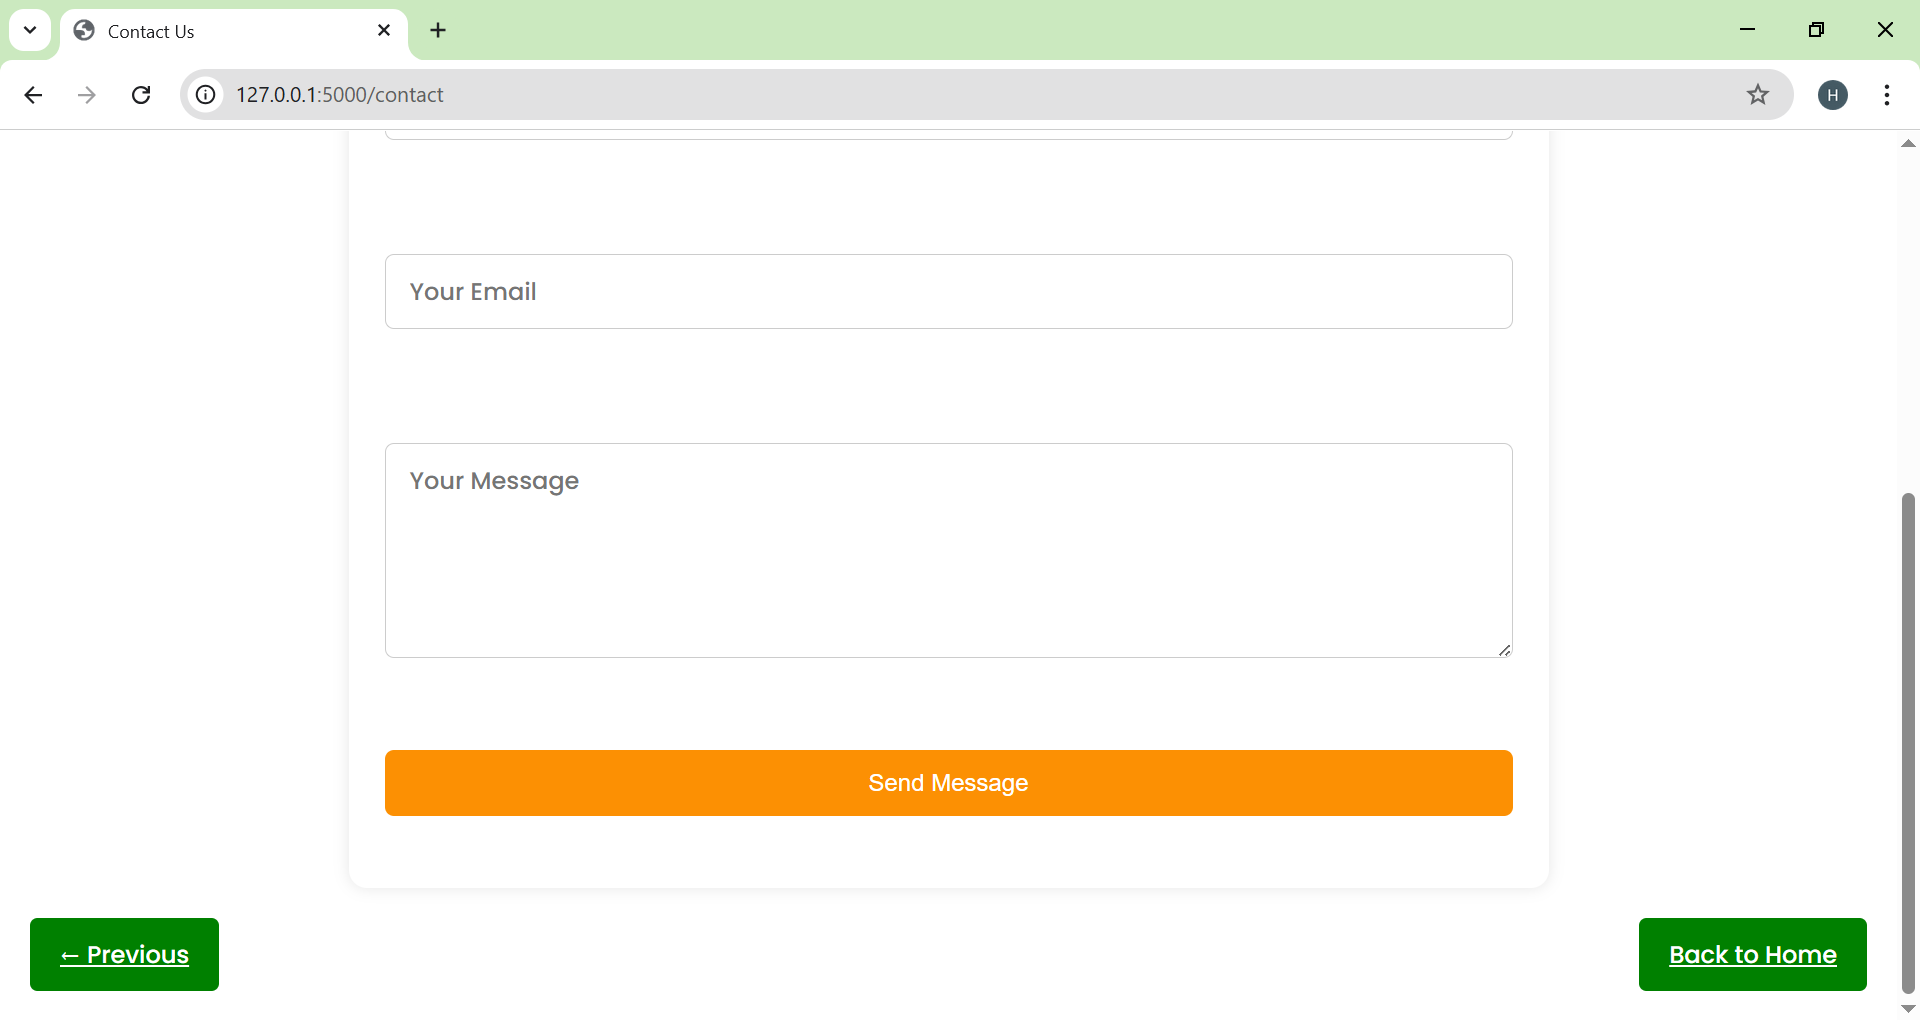 Contact Us
127.0.0.1:5000/contact
H
Your Email
Your Message
Send Message
← Previous
Back to Home